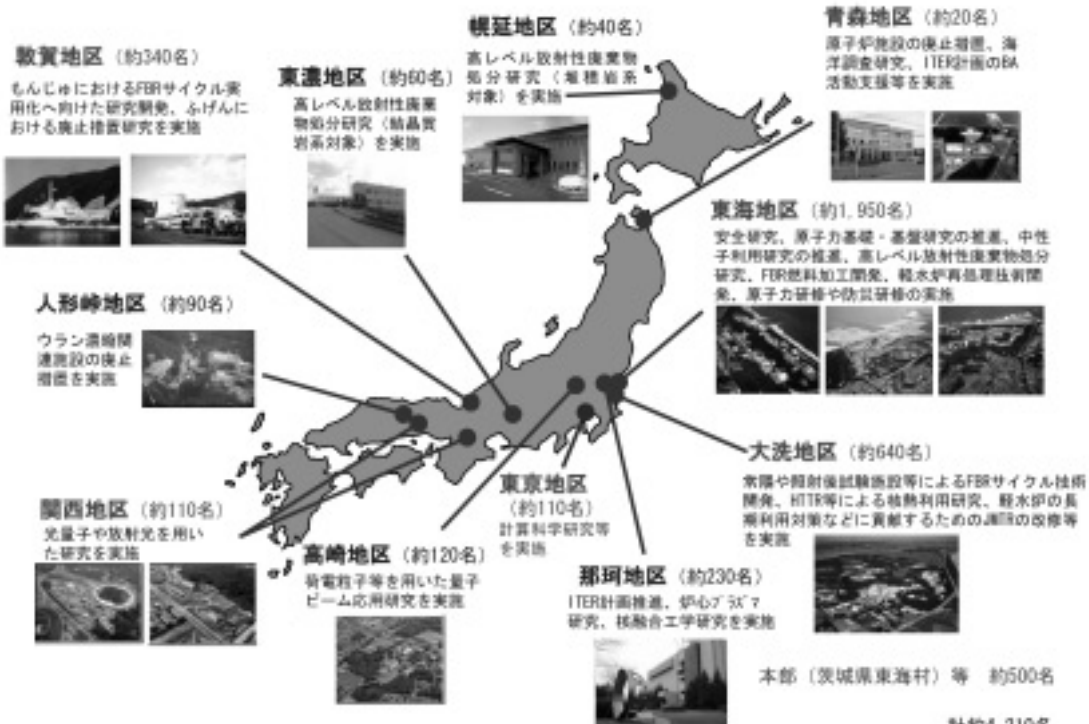 敦賀地区（約340名）
もんじゅにおけるFBRサイクル実
用化へ向けた研究開発、ふげんに
おける廃止措置研究を実施
東濃地区（約60名）
高レベル放射性廃棄
物処分研究（結晶質
岩系対象）を実施
幌延地区（約40名）
高レベル放射性廃棄物
処分研究（堆積岩系
対象）を実施
青森地区（約20名）
原子炉施設の廃止措置、海
洋調査研究、ITER計画のBA
活動支援等を実施
東海地区（約1,950名）
安全研究、原子力基礎・基盤研究の推進、中性
子利用研究の推進、高レベル放射性廃棄物処分
研究、FBR燃料加工開発、軽水炉再処理技術開
発、原子力研修や防災研修の実施
人形峠地区（約90名）
ウラン濃縮関
連施設の廃止
措置を実施
関西地区（約110名）
光量子や放射光を用い
た研究を実施
高崎地区（約120名）
荷電粒子等を用いた量子
ビーム応用研究を実施
東京地区
（約110名）
計算科学研究等
を実施
那珂地区（約230名）
ITER計画推進、炉心プラズマ
研究、核融合工学研究を実施
大洗地区（約640名）
常陽や照射後試験施設等によるFBRサイクル技術
開発、HTTR等による核熱利用研究、軽水炉の長
期利用対策などに貢献するためのJMTRの改修等
を実施
本部（茨城県東海村）等　約500名